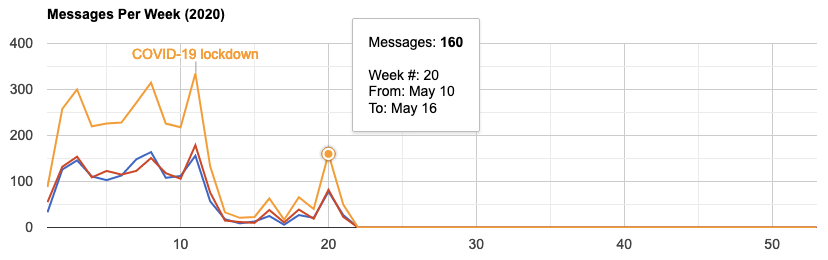 Messages Per Week (2020)
400
300
200
100
0
COVID-19 lockdown
Messages: 160
Week #: 20
From: May 10
To: May 16
10
20
30
40
50